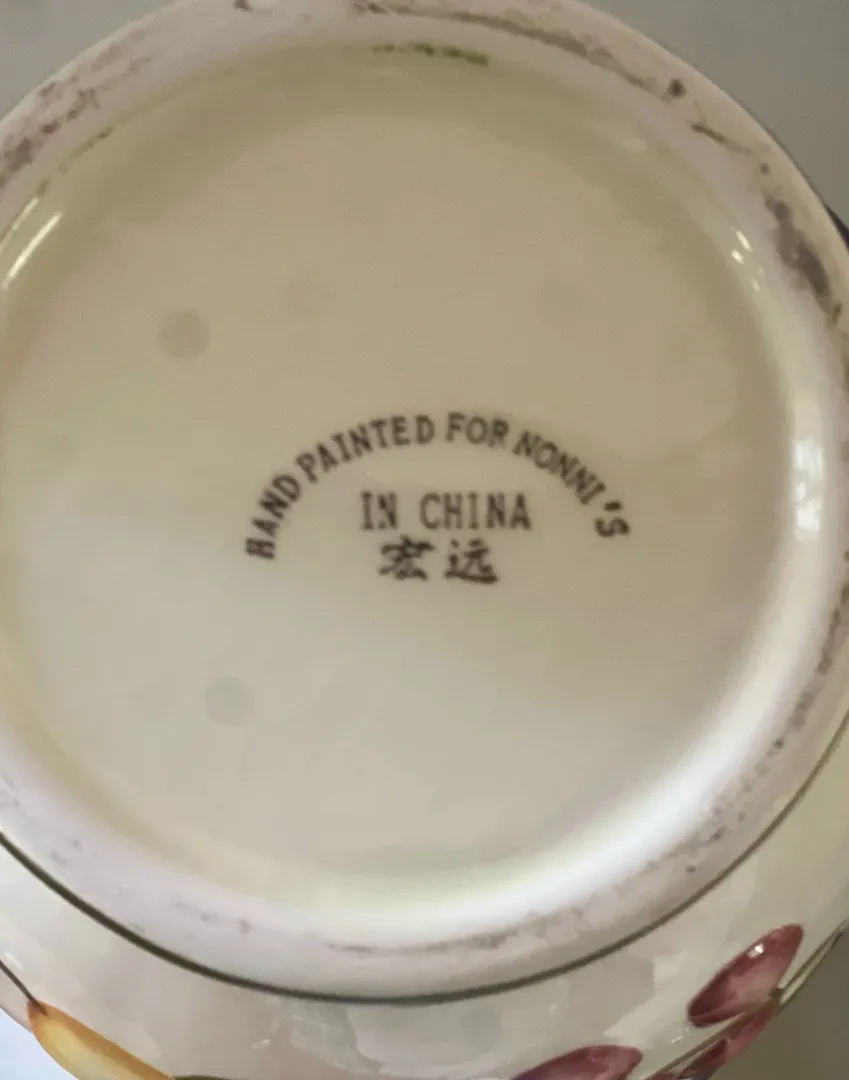 HAND PAINTED FOR NONNI'S
IN CHINA
宏远